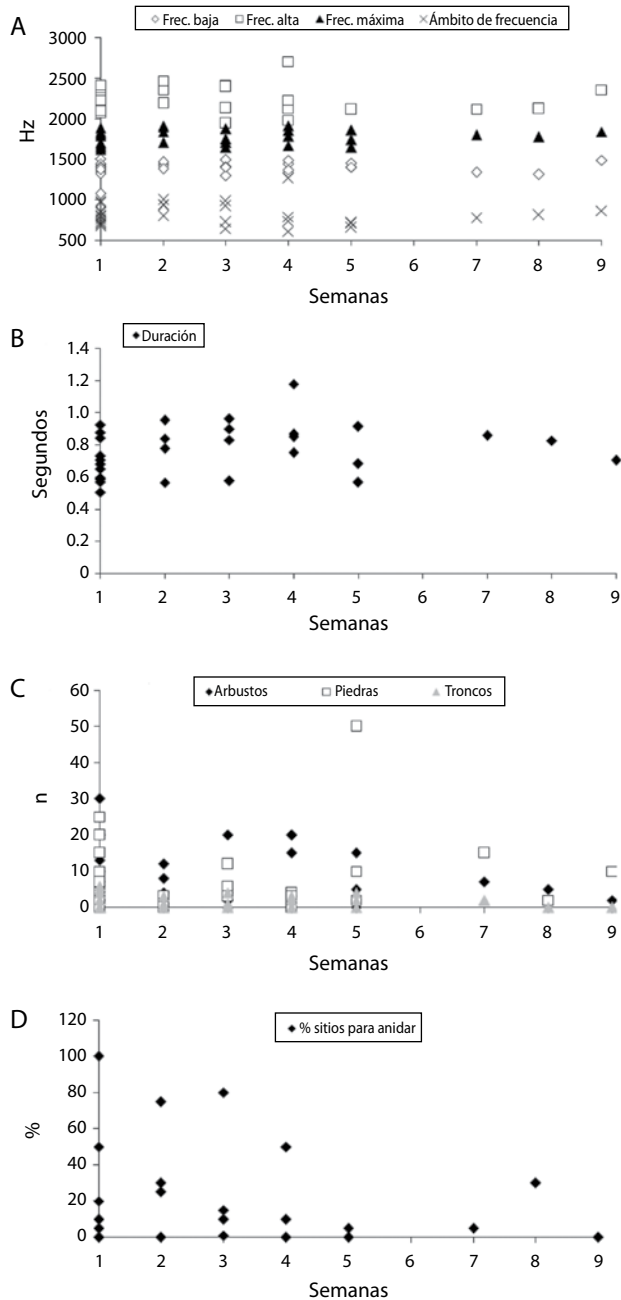 A
Frec. baja Frec. alta Frec. máxima Ámbito de frecuencia
3000
2500
2000
1500
1000
500
Hz
1 2 3 4 5 6 7 8 9
Semanas
B
Duración
1.4
1.2
1.0
0.8
0.6
0.4
0.2
0
Segundos
1 2 3 4 5 6 7 8 9
Semanas
C
Arbustos Piedras Troncos
60
50
40
30
20
10
0
n
1 2 3 4 5 6 7 8 9
Semanas
D
% sitios para anidar
120
100
80
60
40
20
0
%
1 2 3 4 5 6 7 8 9
Semanas